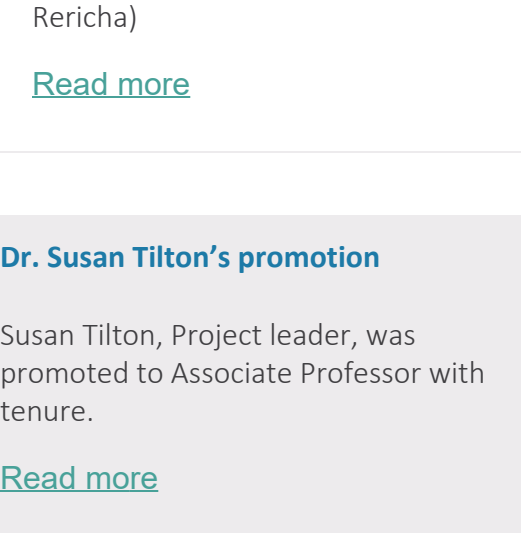 Rericha)
Read more
Dr. Susan Tilton’s promotion
Susan Tilton, Project leader, was
promoted to Associate Professor with
tenure.
Read more